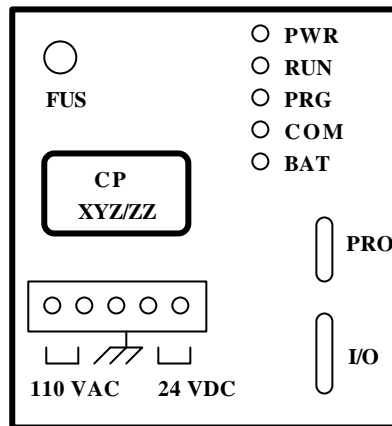 PWR
RUN
FUS
PRG
COM
BAT
CP
XYZ/ZZ
PRO
I/O
110 VAC 24 VDC